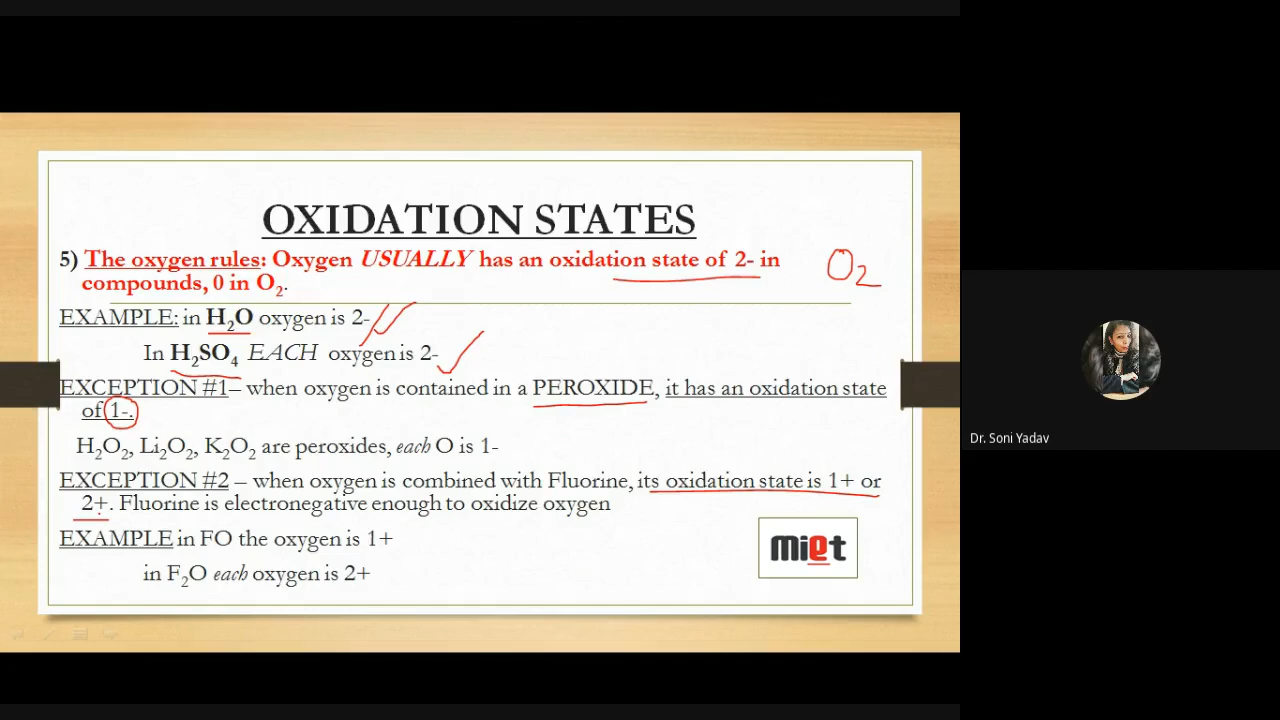 OXIDATION STATES
5) The oxygen rules: Oxygen USUALLY has an oxidation state of 2- in
compounds, 0 in O₂.
O₂
EXAMPLE: in H₂O oxygen is 2-
In H₂SO₄ EACH oxygen is 2-
EXCEPTION #1– when oxygen is contained in a PEROXIDE, it has an oxidation state
of 1-.
H₂O₂, Li₂O₂, K₂O₂ are peroxides, each O is 1-
EXCEPTION #2 – when oxygen is combined with Fluorine, its oxidation state is 1+ or
2+. Fluorine is electronegative enough to oxidize oxygen
EXAMPLE in FO the oxygen is 1+
in F₂O each oxygen is 2+
miet
Dr. Soni Yadav